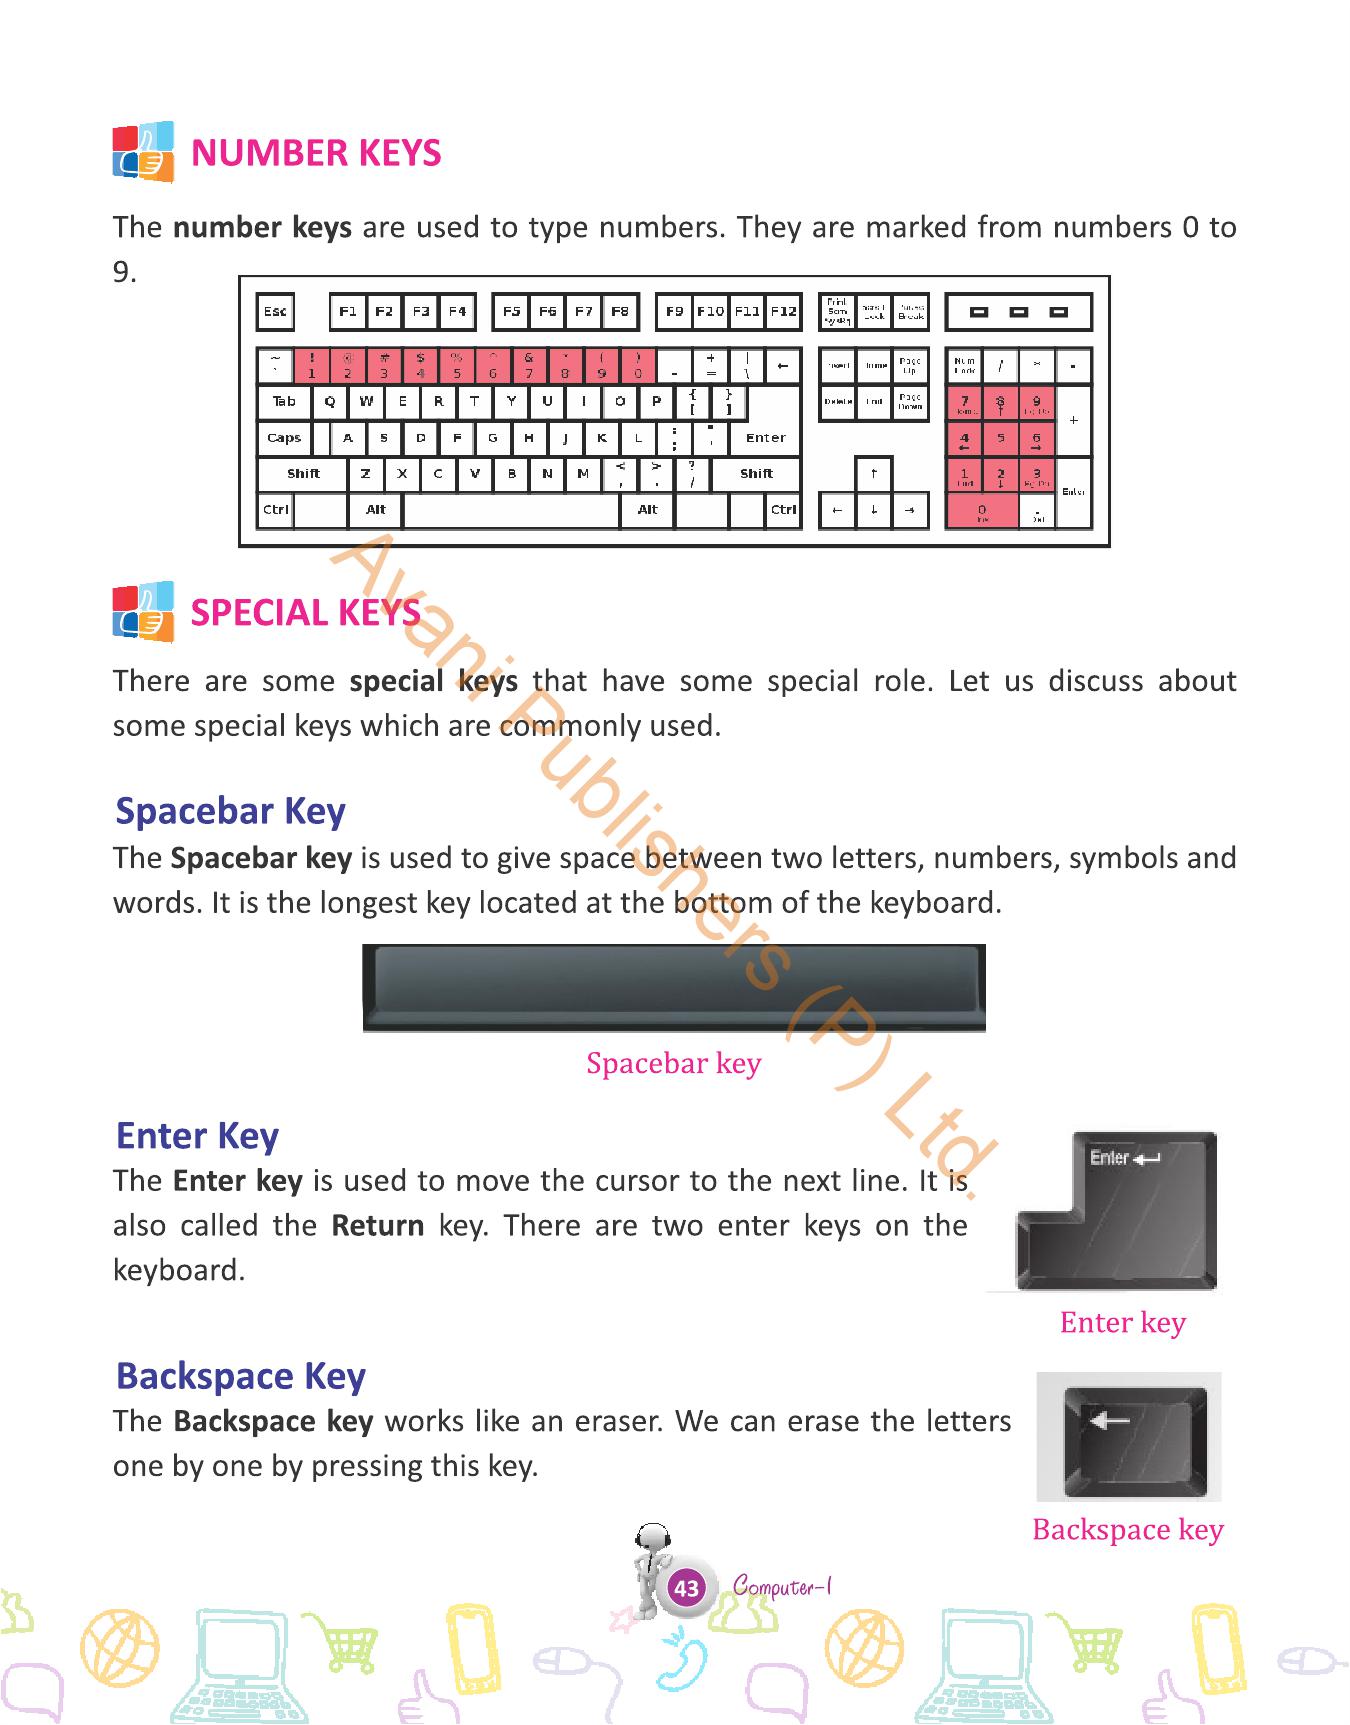 NUMBER KEYS
The number keys are used to type numbers. They are marked from numbers 0 to
9.
Esc F1 F2 F3 F4 F5 F6 F7 F8 F9 F10 F11 F12 Break
~ ! @ # $ % ^ & * ( ) + |
` 1 2 3 4 5 6 7 8 9 0 - = \ ←
Page Up Num Lock / * -
Tab Q W E R T Y U I O P { [ } ]
Delete End Page Down 7 8 ↑ 9 +
Caps A S D F G H J K L : ; " ' Enter
4 ← 5 6 →
Shift Z X C V B N M < , > . ? / Shift
↑ 1 2 ↓ 3 Enter
Ctrl Alt Alt Ctrl
← ↓ → 0 . Del
SPECIAL KEYS
There are some special keys that have some special role. Let us discuss about
some special keys which are commonly used.
Spacebar Key
The Spacebar key is used to give space between two letters, numbers, symbols and
words. It is the longest key located at the bottom of the keyboard.
Spacebar key
Enter Key
The Enter key is used to move the cursor to the next line. It is
also called the Return key. There are two enter keys on the
keyboard.
Enter ↵
Enter key
Backspace Key
The Backspace key works like an eraser. We can erase the letters
one by one by pressing this key.
←
Backspace key
43 Computer-1
Avani Publishers (P) Ltd.